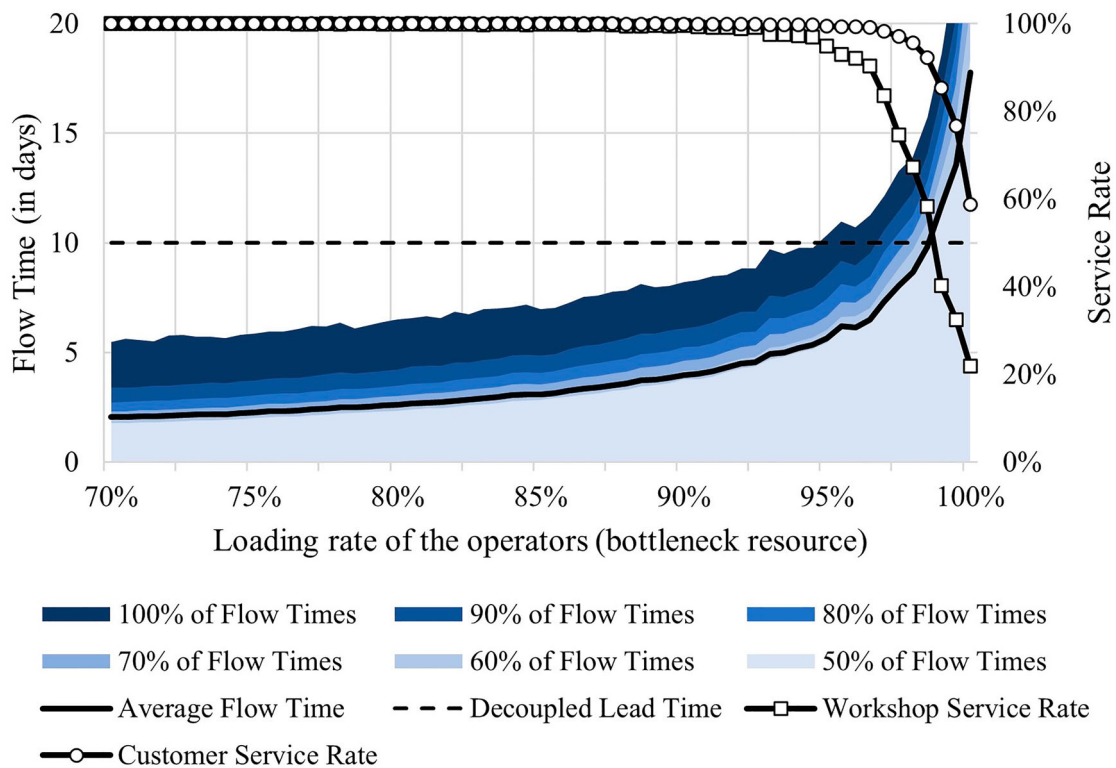 20
15
10
5
0
Flow Time (in days)
100%
80%
60%
40%
20%
0%
Service Rate
70%
75%
80%
85%
90%
95%
100%
Loading rate of the operators (bottleneck resource)
100% of Flow Times
90% of Flow Times
80% of Flow Times
70% of Flow Times
60% of Flow Times
50% of Flow Times
Average Flow Time
Decoupled Lead Time
Workshop Service Rate
Customer Service Rate